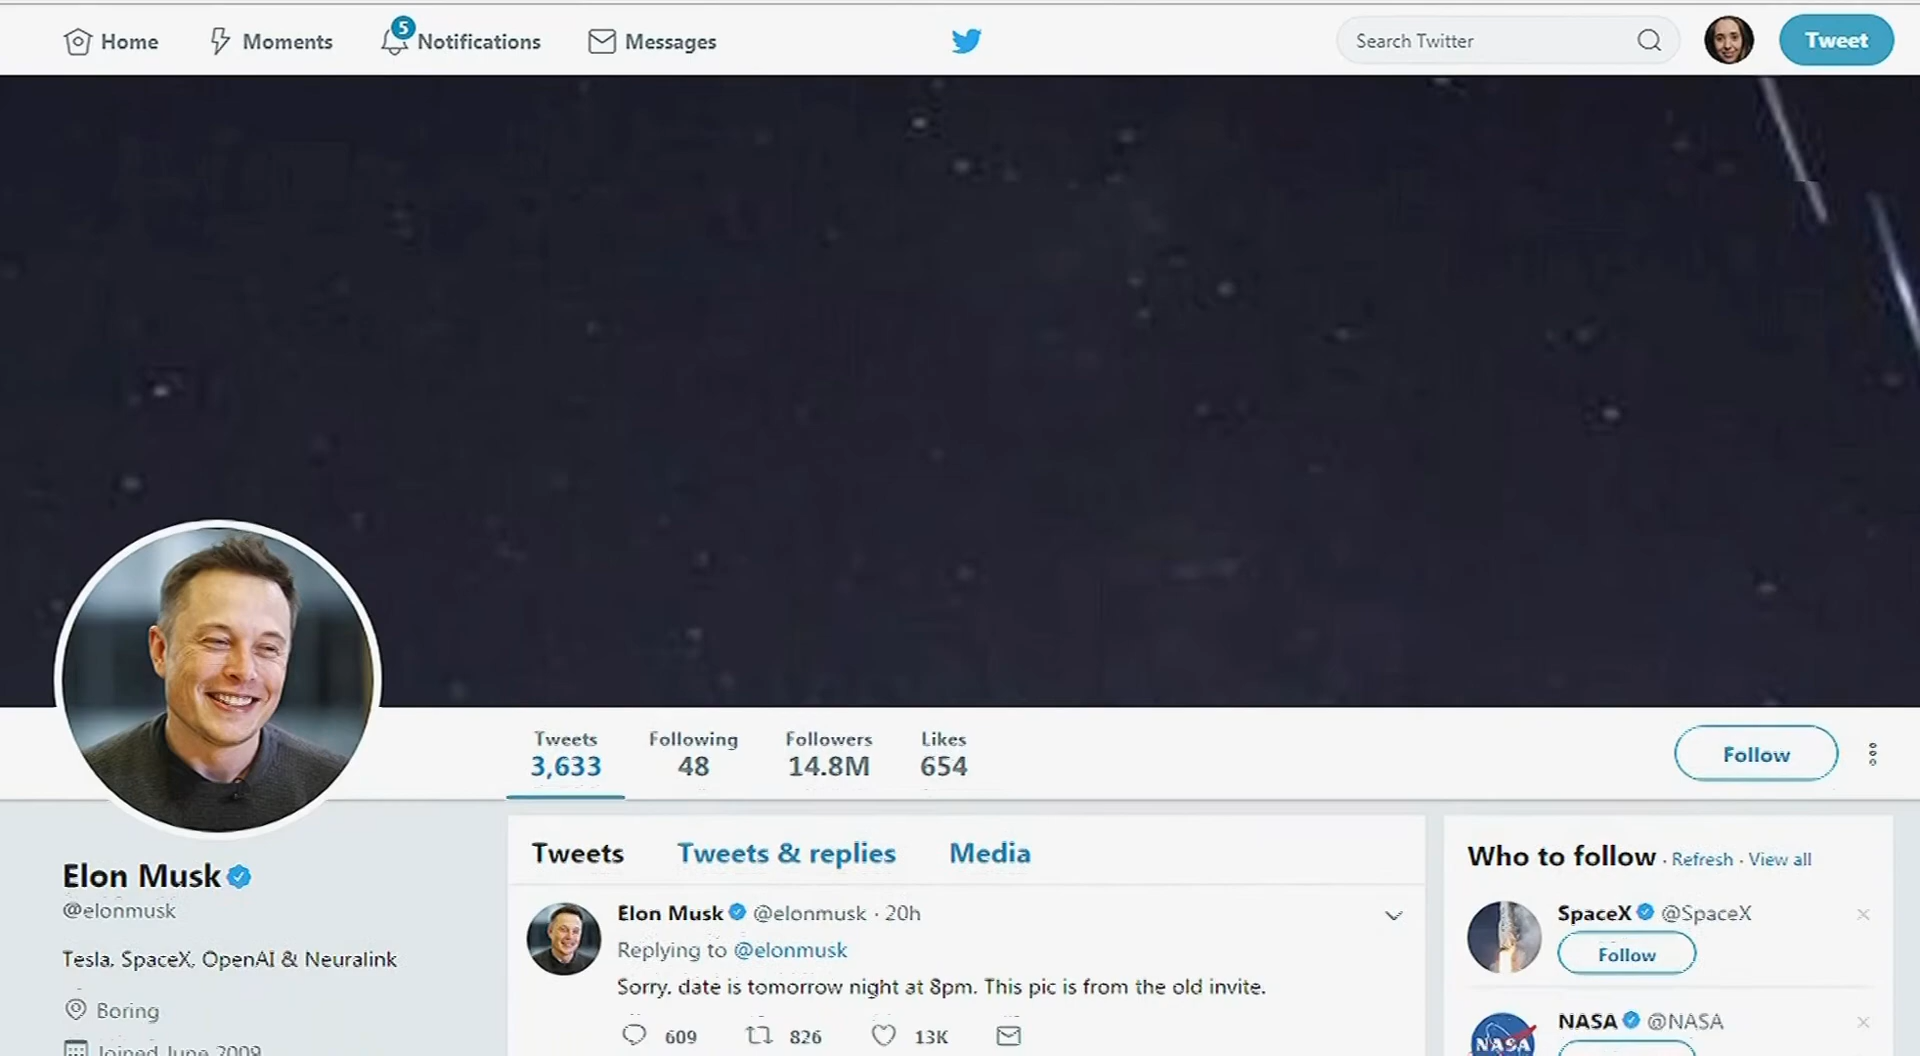 Home Moments 5 Notifications Messages Search Twitter Tweet
Tweets Following Followers Likes
3,633 48 14.8M 654
Follow
Elon Musk
@elonmusk
Tesla, SpaceX, OpenAI & Neuralink
Boring
Joined June 2009
Tweets Tweets & replies Media
Elon Musk @elonmusk · 20h
Replying to @elonmusk
Sorry, date is tomorrow night at 8pm. This pic is from the old invite.
609 826 13K
Who to follow · Refresh · View all
SpaceX @SpaceX
Follow
NASA @NASA
NASA